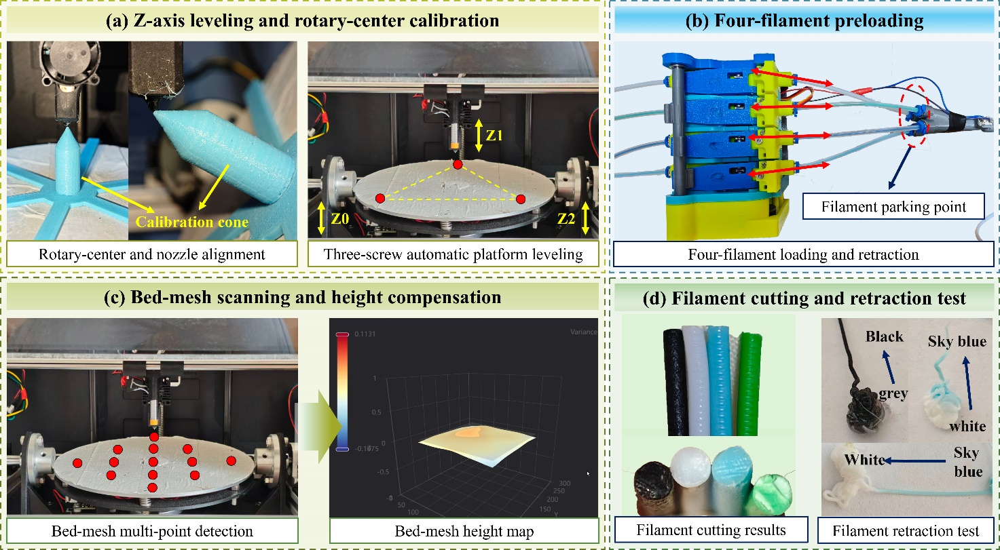 (a) Z-axis leveling and rotary-center calibration
Calibration cone
Rotary-center and nozzle alignment
Z1
Z0
Z2
Three-screw automatic platform leveling
(b) Four-filament preloading
Filament parking point
Four-filament loading and retraction
(c) Bed-mesh scanning and height compensation
Bed-mesh multi-point detection
0.1131
Variance
1
0.5
0
-0.5
50
100
300
250
200
150
Y
Bed-mesh height map
(d) Filament cutting and retraction test
Filament cutting results
Black
grey
Sky blue
white
White
Sky
blue
Filament retraction test